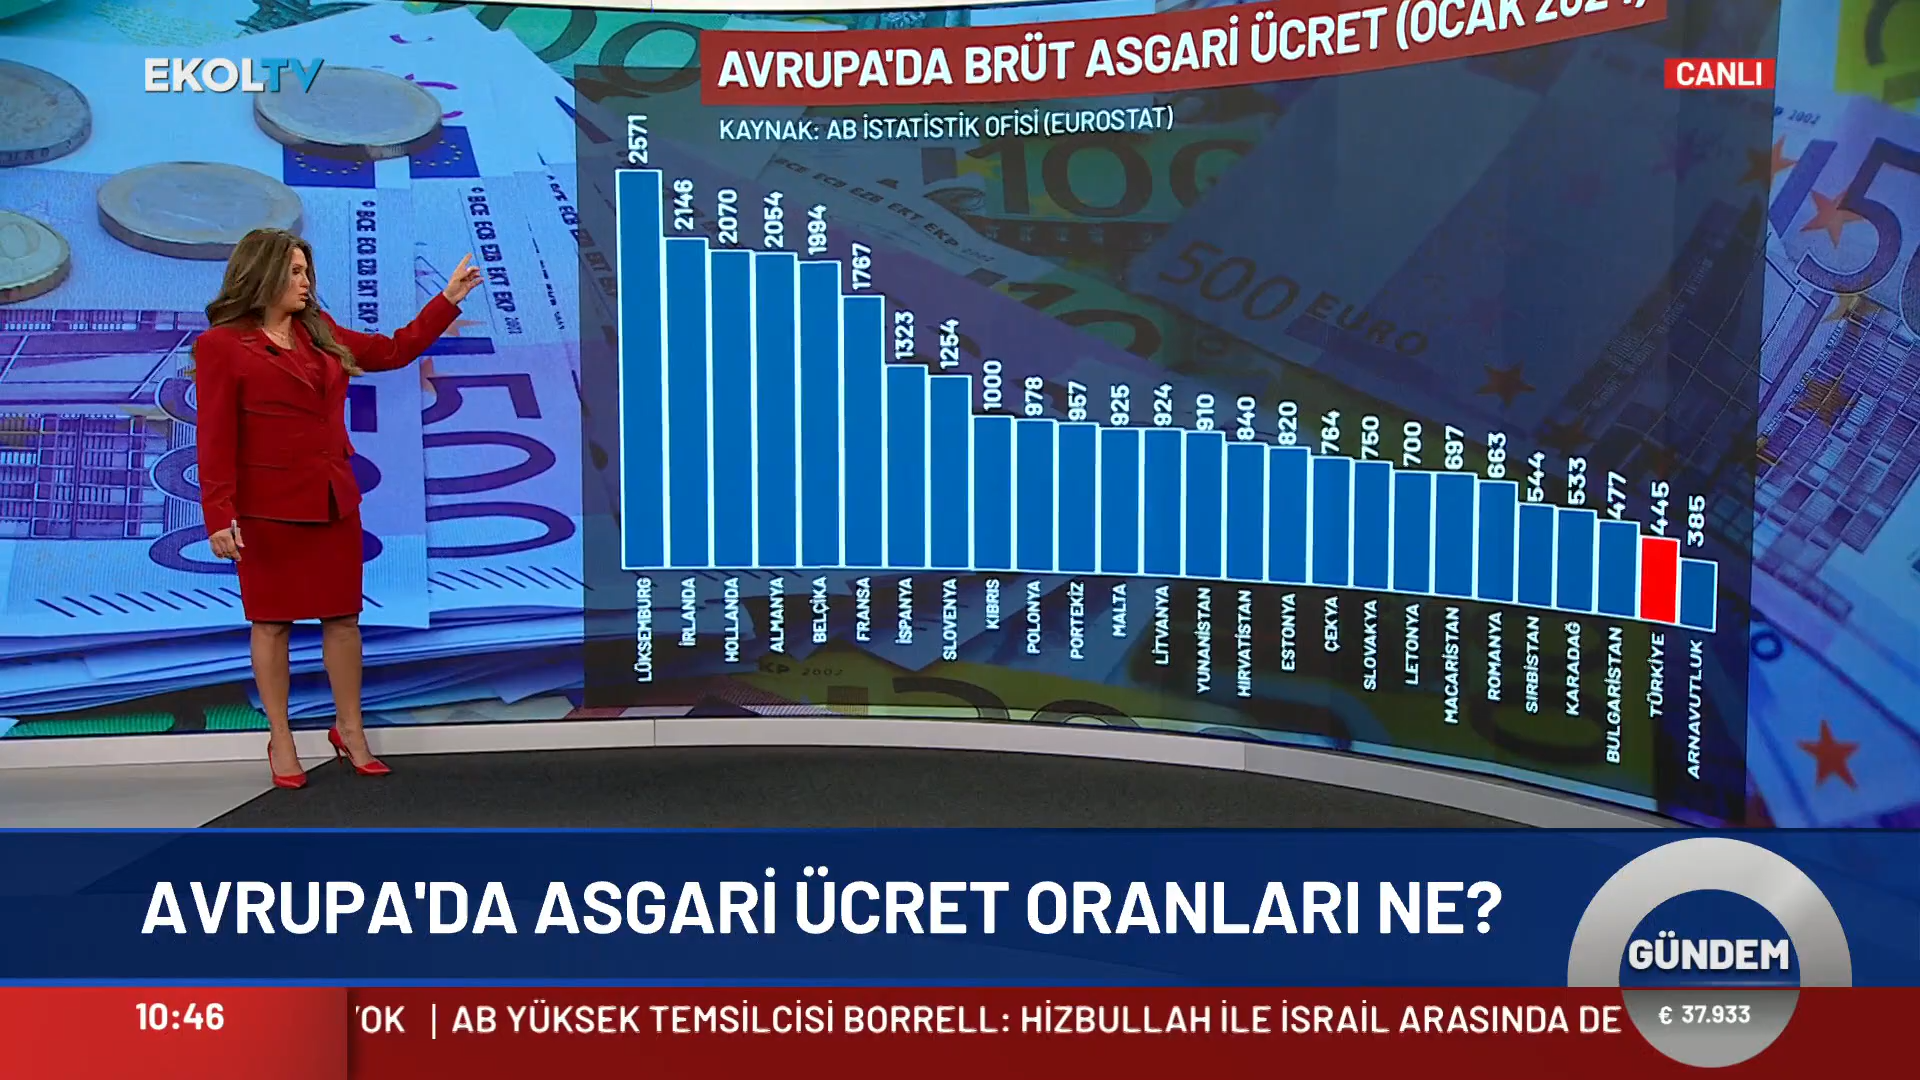 EKOLTV
AVRUPA'DA BRÜT ASGARİ ÜCRET (OCAK
CANLI
KAYNAK: AB İSTATİSTİK OFİSİ (EUROSTAT)
2571
2146
2070
2054
1994
1767
1323
1254
1000
978
957
925
924
910
840
820
764
750
700
697
663
544
533
477
445
385
LÜKSEMBURG
İRLANDA
HOLLANDA
ALMANYA
BELÇİKA
FRANSA
İSPANYA
SLOVENYA
KIBRIS
POLONYA
PORTEKİZ
MALTA
LİTVANYA
YUNANİSTAN
HIRVATİSTAN
ESTONYA
ÇEKYA
SLOVAKYA
LETONYA
MACARİSTAN
ROMANYA
SIRBİSTAN
KARADAĞ
BULGARİSTAN
TÜRKİYE
ARNAVUTLUK
500 EURO
500
AVRUPA'DA ASGARİ ÜCRET ORANLARI NE?
GÜNDEM
€ 37.933
10:46
YOK | AB YÜKSEK TEMSİLCİSİ BORRELL: HİZBULLAH İLE İSRAİL ARASINDA DE